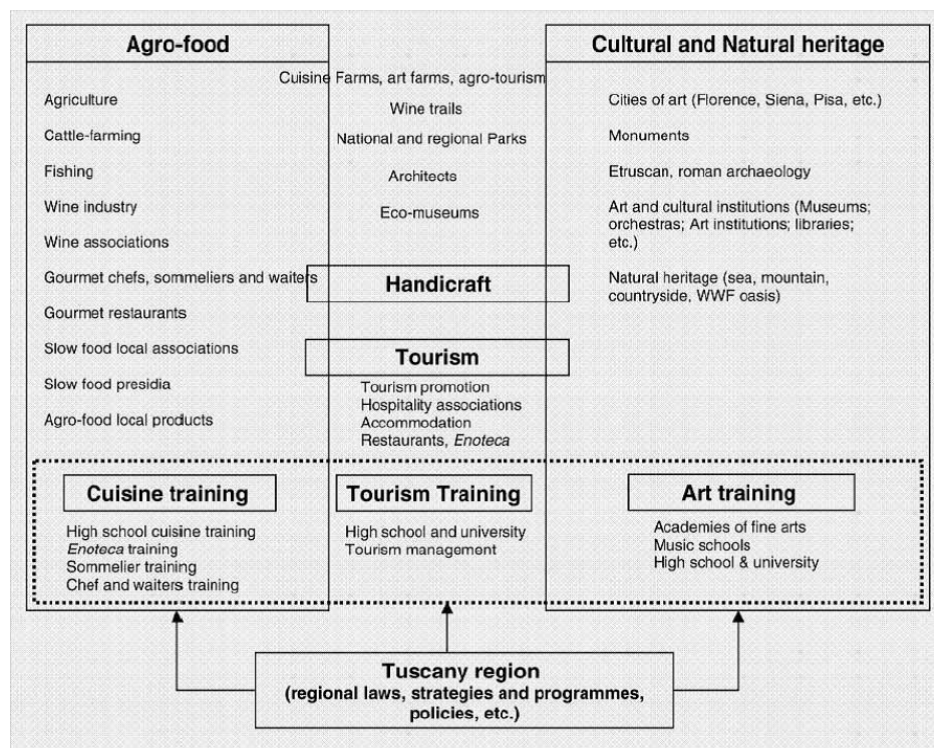 Agro-food
Agriculture
Cattle-farming
Fishing
Wine industry
Wine associations
Gourmet chefs, sommeliers and waiters
Gourmet restaurants
Slow food local associations
Slow food presidia
Agro-food local products
Cuisine Farms, art farms, agro-tourism
Wine trails
National and regional Parks
Architects
Eco-museums
Handicraft
Tourism
Tourism promotion
Hospitality associations
Accommodation
Restaurants, Enoteca
Cultural and Natural heritage
Cities of art (Florence, Siena, Pisa, etc.)
Monuments
Etruscan, roman archaeology
Art and cultural institutions (Museums;
orchestras; Art institutions; libraries;
etc.)
Natural heritage (sea, mountain,
countryside, WWF oasis)
Cuisine training
High school cuisine training
Enoteca training
Sommelier training
Chef and waiters training
Tourism Training
High school and university
Tourism management
Art training
Academies of fine arts
Music schools
High school & university
Tuscany region
(regional laws, strategies and programmes,
policies, etc.)